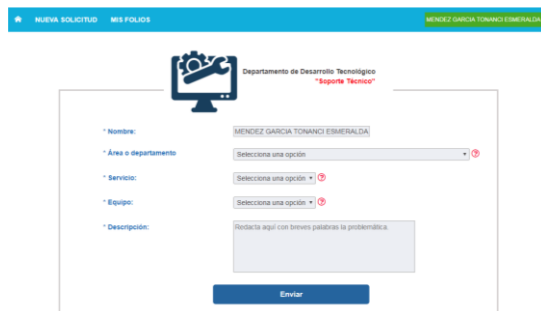 NUEVA SOLICITUD MIS FOLIOS MENDEZ GARCIA TONANCI ESMERALDA
Departamento de Desarrollo Tecnológico
"Soporte Técnico"
* Nombre: MENDEZ GARCIA TONANCI ESMERALDA
* Área o departamento Selecciona una opción
* Servicio: Selecciona una opción
* Equipo: Selecciona una opción
* Descripción: Redacta aquí con breves palabras la problemática.
Enviar